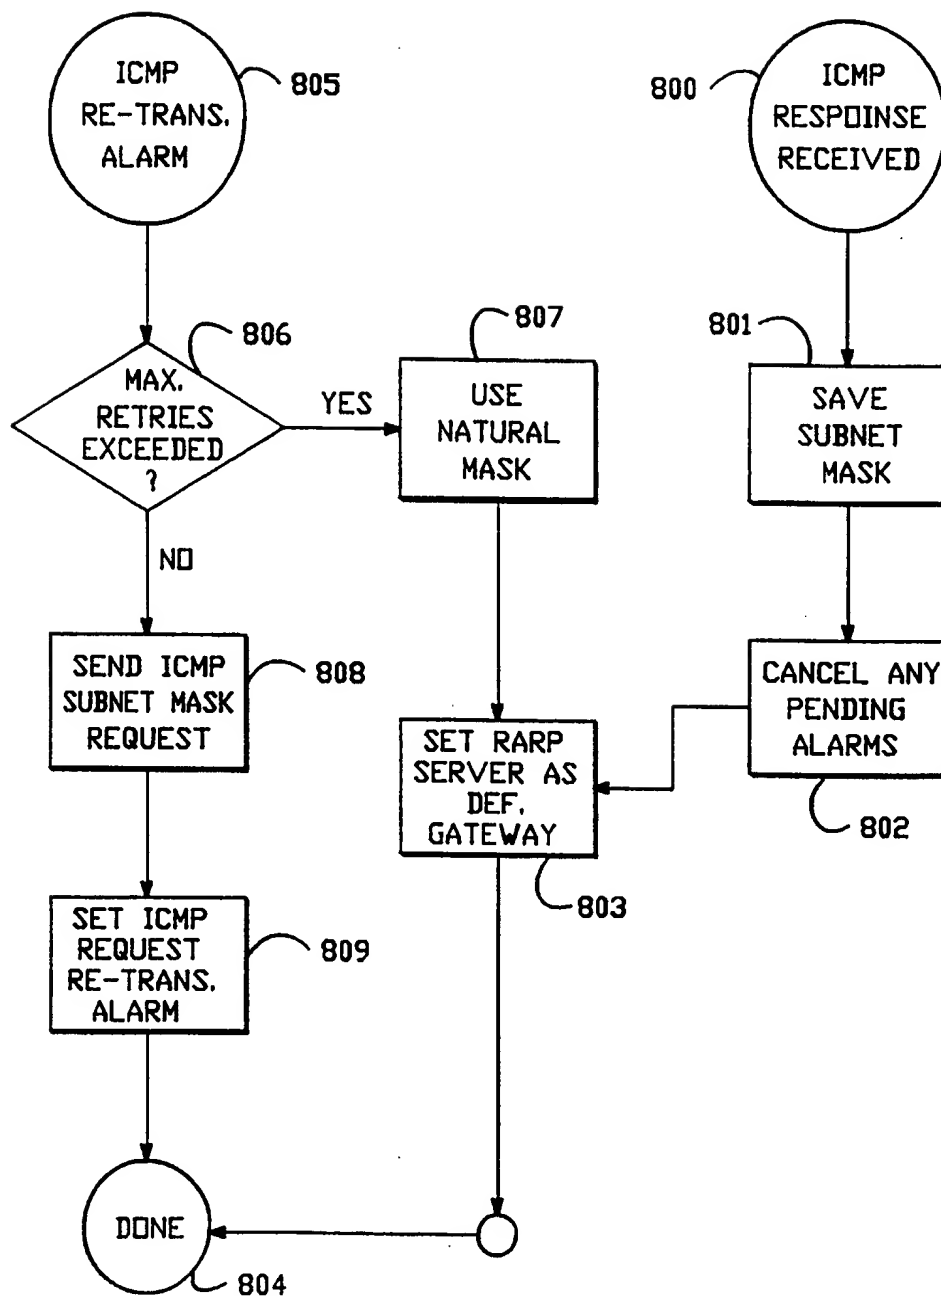 ICMP
RE-TRANS.
ALARM
805
800
ICMP
RESPOINSE
RECEIVED
806
MAX.
RETRIES
EXCEEDED
?
YES
NO
807
USE
NATURAL
MASK
801
SAVE
SUBNET
MASK
SEND ICMP
SUBNET MASK
REQUEST
808
SET RARP
SERVER AS
DEF.
GATEWAY
803
CANCEL ANY
PENDING
ALARMS
802
SET ICMP
REQUEST
RE-TRANS.
ALARM
809
DONE
804